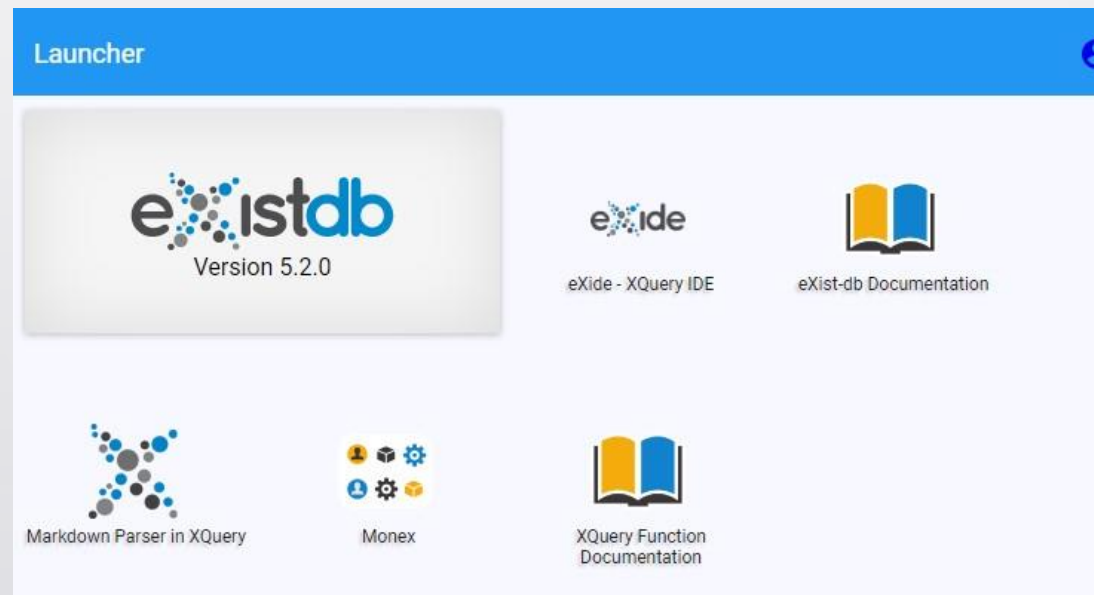 Launcher
eXistdb
Version 5.2.0
eXide
eXide - XQuery IDE
eXist-db Documentation
Markdown Parser in XQuery
Monex
XQuery Function
Documentation